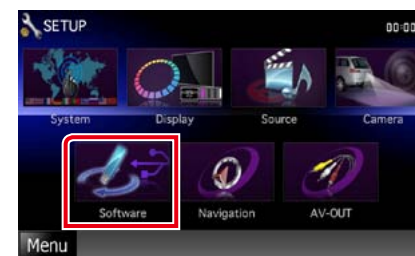 SETUP 00:00
System Display Source Camera
Software Navigation AV-OUT
Menu